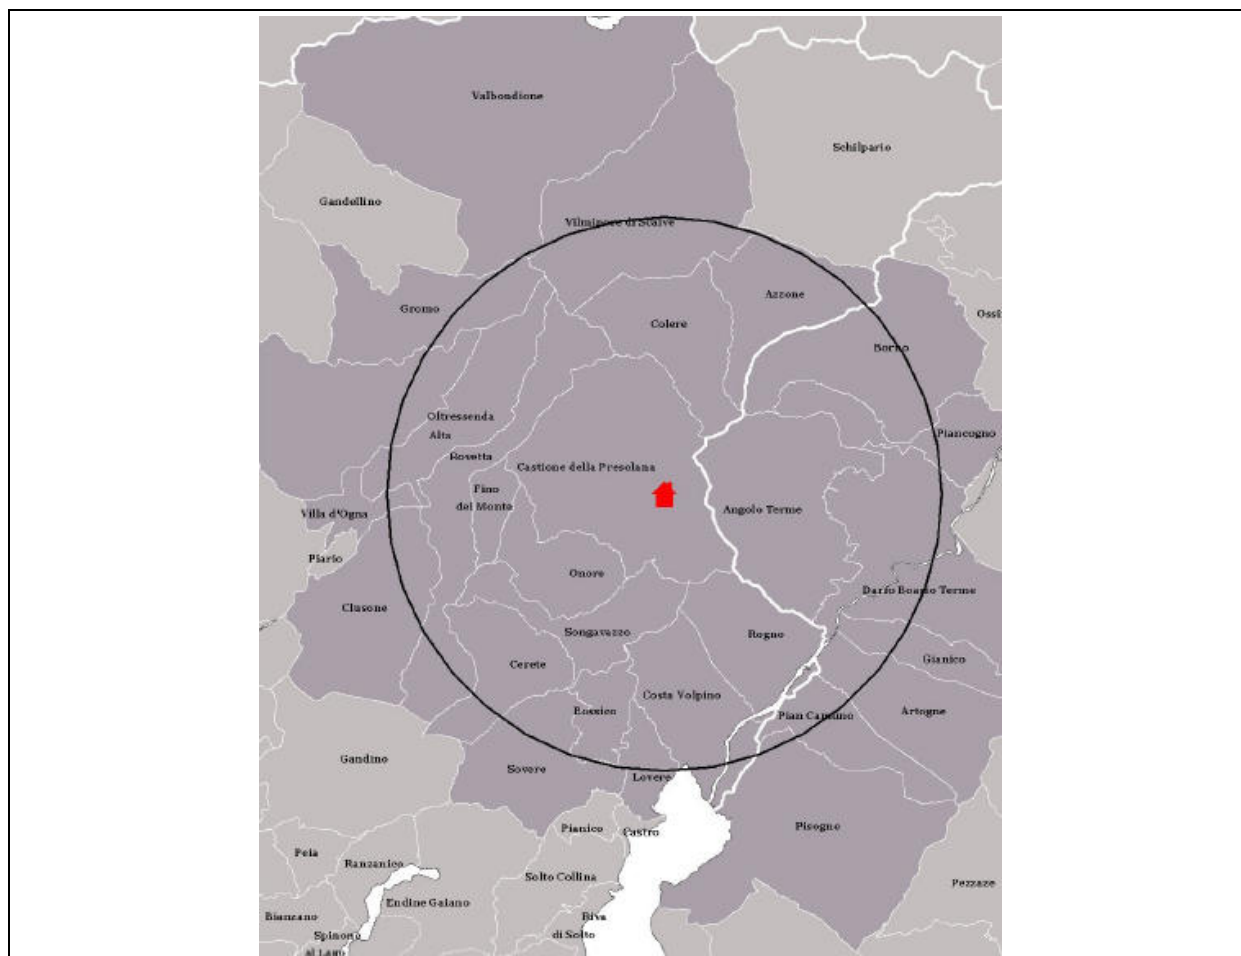 Valbondione
Schilpario
Gandellino
Vilminore di Scalve
Azzone
Gromo
Ossi
Colere
Borno
Oltressenda
Alta
Piancogno
Rovetta
Castione della Presolana
Fino
del Monte
Angolo Terme
Villa d'Ogna
Piario
Onore
Darfo Boario Terme
Clusone
Songavazzo
Rogno
Gianico
Cerete
Costa Volpino
Bossico
Pian Camuno
Artogne
Gandino
Sovere
Lovere
Pianico
Castro
Pisogno
Peia
Ranzanico
Solto Collina
Pezzaze
Endine Gaiano
Bianzano
Riva
di Solto
Spinone
al Lago